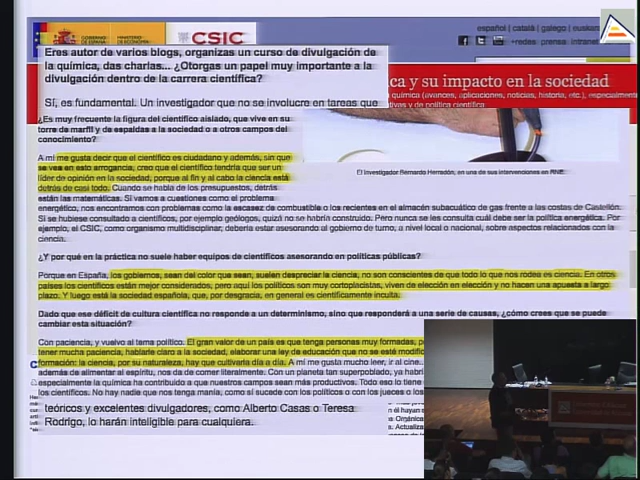 GOBIERNO DE ESPAÑA
MINISTERIO DE ECONOMÍA
CSIC
español | català | galego | euskara
+redes prensa intranet
Eres autor de varios blogs, organizas un curso de divulgación de
la química, das charlas... ¿Otorgas un papel muy importante a la
divulgación dentro de la carrera científica?
Sí, es fundamental. Un investigador que no se involucre en tareas que
ca y su impacto en la sociedad
química (avances, aplicaciones, noticias, historia, etc.), especialmente
ativas y de política científica.
¿Es muy frecuente la figura del científico aislado, que vive en su
torre de marfil y de espaldas a la sociedad o a otros campos del
conocimiento?
A mí me gusta decir que el científico es ciudadano y además, sin que
se vea en esto arrogancia, creo que el científico tendría que ser un
líder de opinión en la sociedad, porque al fin y al cabo la ciencia está
detrás de casi todo. Cuando se habla de los presupuestos, detrás
están las matemáticas. Si vamos a cuestiones como el problema
energético, nos encontramos con problemas como la escasez de combustible o los recientes en el almacén subacuático de gas frente a las costas de Castellón.
Si se hubiese consultado a científicos, por ejemplo geólogos, quizá no se habría construido. Pero nunca se les consulta cuál debe ser la política energética. Por
ejemplo, el CSIC, como organismo multidisciplinar, debería estar asesorando al gobierno de turno, a nivel local o nacional, sobre aspectos relacionados con la
ciencia.
El investigador Bernardo Herradón, en una de sus intervenciones en RNE.
¿Y por qué en la práctica no suele haber equipos de científicos asesorando en políticas públicas?
Porque en España, los gobiernos, sean del color que sean, suelen despreciar la ciencia, no son conscientes de que todo lo que nos rodea es ciencia. En otros
países los científicos están mejor considerados, pero aquí los políticos son muy cortoplacistas, viven de elección en elección y no hacen una apuesta a largo
plazo. Y luego está la sociedad española, que, por desgracia, en general es científicamente inculta.
Dado que ese déficit de cultura científica no responde a un determinismo, sino que responderá a una serie de causas, ¿cómo crees que se puede
cambiar esta situación?
Con paciencia, y vuelvo al tema político. El gran valor de un país es que tenga personas muy formadas, p
tener mucha paciencia, hablarle claro a la sociedad, elaborar una ley de educación que no se esté modific
formación: la ciencia, por su naturaleza, hay que cultivarla día a día. A mí me gusta mucho leer, ir al cine...
además de alimentar al espíritu, nos da de comer literalmente. Con un planeta tan superpoblado, ya habrí
especialmente la química ha contribuido a que nuestros campos sean más productivos. Todo eso lo tiene
los científicos. No hay nadie que nos tenga manía, como sí sucede con los políticos o con los jueces o los
teóricos y excelentes divulgadores, como Alberto Casas o Teresa
Rodrigo, lo harán inteligible para cualquiera.